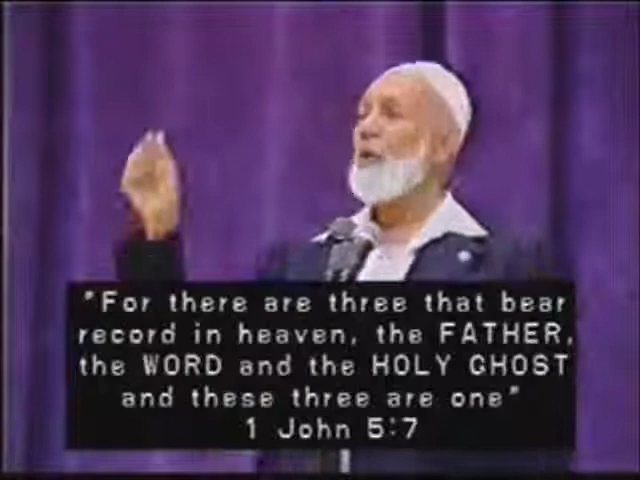 "For there are three that bear
record in heaven, the FATHER,
the WORD and the HOLY GHOST
and these three are one"
1 John 5:7